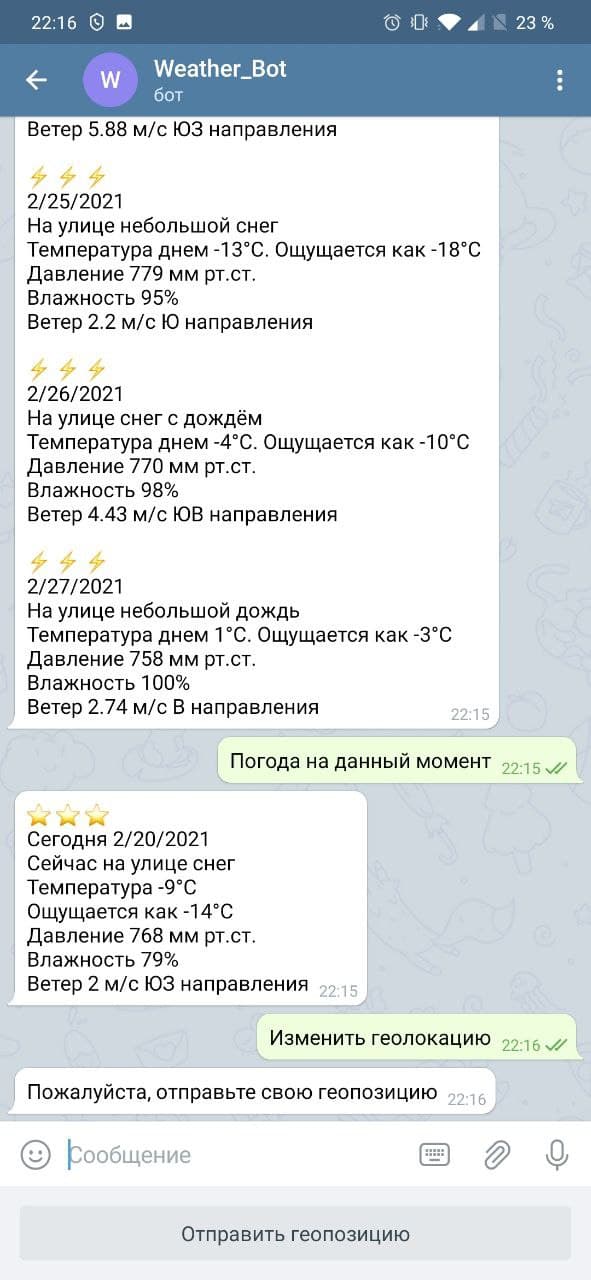 22:16
23 %
W
Weather_Bot
бот
Ветер 5.88 м/с ЮЗ направления
2/25/2021
На улице небольшой снег
Температура днем -13°C. Ощущается как -18°C
Давление 779 мм рт.ст.
Влажность 95%
Ветер 2.2 м/с Ю направления
2/26/2021
На улице снег с дождём
Температура днем -4°C. Ощущается как -10°C
Давление 770 мм рт.ст.
Влажность 98%
Ветер 4.43 м/с ЮВ направления
2/27/2021
На улице небольшой дождь
Температура днем 1°C. Ощущается как -3°C
Давление 758 мм рт.ст.
Влажность 100%
Ветер 2.74 м/с В направления
22:15
Погода на данный момент 22:15
Сегодня 2/20/2021
Сейчас на улице снег
Температура -9°C
Ощущается как -14°C
Давление 768 мм рт.ст.
Влажность 79%
Ветер 2 м/с ЮЗ направления 22:15
Изменить геолокацию 22:16
Пожалуйста, отправьте свою геопозицию 22:16
Сообщение
Отправить геопозицию